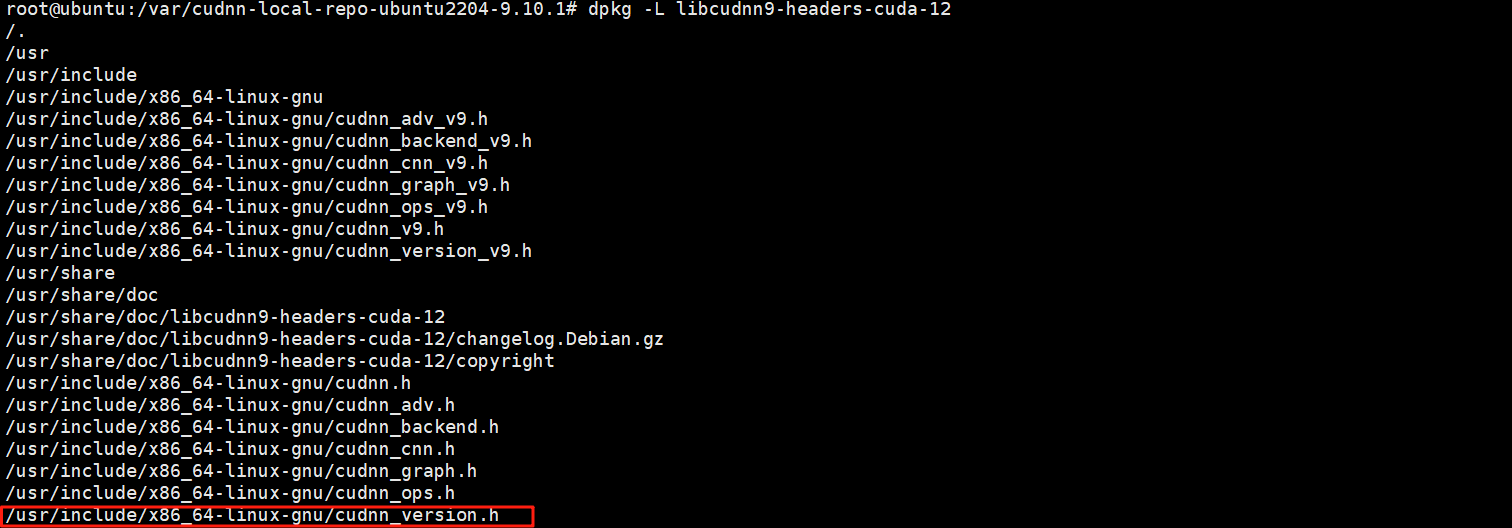 root@ubuntu:/var/cudnn-local-repo-ubuntu2204-9.10.1# dpkg -L libcudnn9-headers-cuda-12
/.
/usr
/usr/include
/usr/include/x86_64-linux-gnu
/usr/include/x86_64-linux-gnu/cudnn_adv_v9.h
/usr/include/x86_64-linux-gnu/cudnn_backend_v9.h
/usr/include/x86_64-linux-gnu/cudnn_cnn_v9.h
/usr/include/x86_64-linux-gnu/cudnn_graph_v9.h
/usr/include/x86_64-linux-gnu/cudnn_ops_v9.h
/usr/include/x86_64-linux-gnu/cudnn_v9.h
/usr/include/x86_64-linux-gnu/cudnn_version_v9.h
/usr/share
/usr/share/doc
/usr/share/doc/libcudnn9-headers-cuda-12
/usr/share/doc/libcudnn9-headers-cuda-12/changelog.Debian.gz
/usr/share/doc/libcudnn9-headers-cuda-12/copyright
/usr/include/x86_64-linux-gnu/cudnn.h
/usr/include/x86_64-linux-gnu/cudnn_adv.h
/usr/include/x86_64-linux-gnu/cudnn_backend.h
/usr/include/x86_64-linux-gnu/cudnn_cnn.h
/usr/include/x86_64-linux-gnu/cudnn_graph.h
/usr/include/x86_64-linux-gnu/cudnn_ops.h
/usr/include/x86_64-linux-gnu/cudnn_version.h